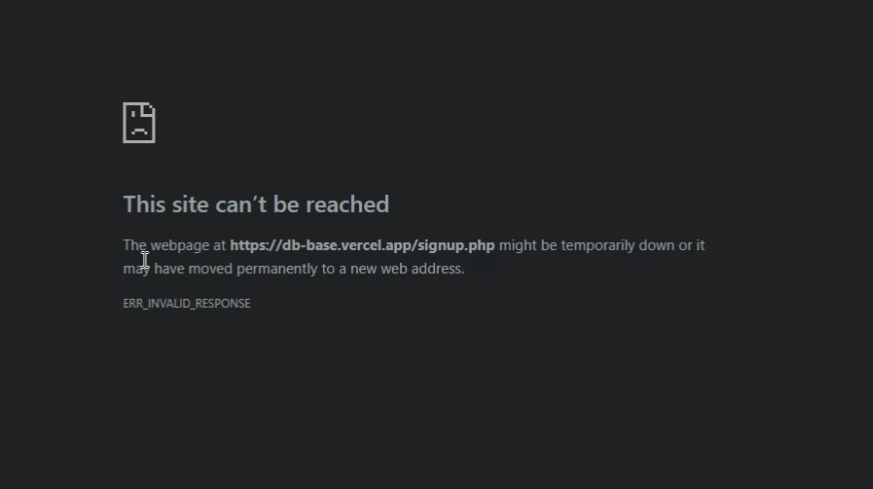 This site can’t be reached
The webpage at https://db-base.vercel.app/signup.php might be temporarily down or it
may have moved permanently to a new web address.
ERR_INVALID_RESPONSE